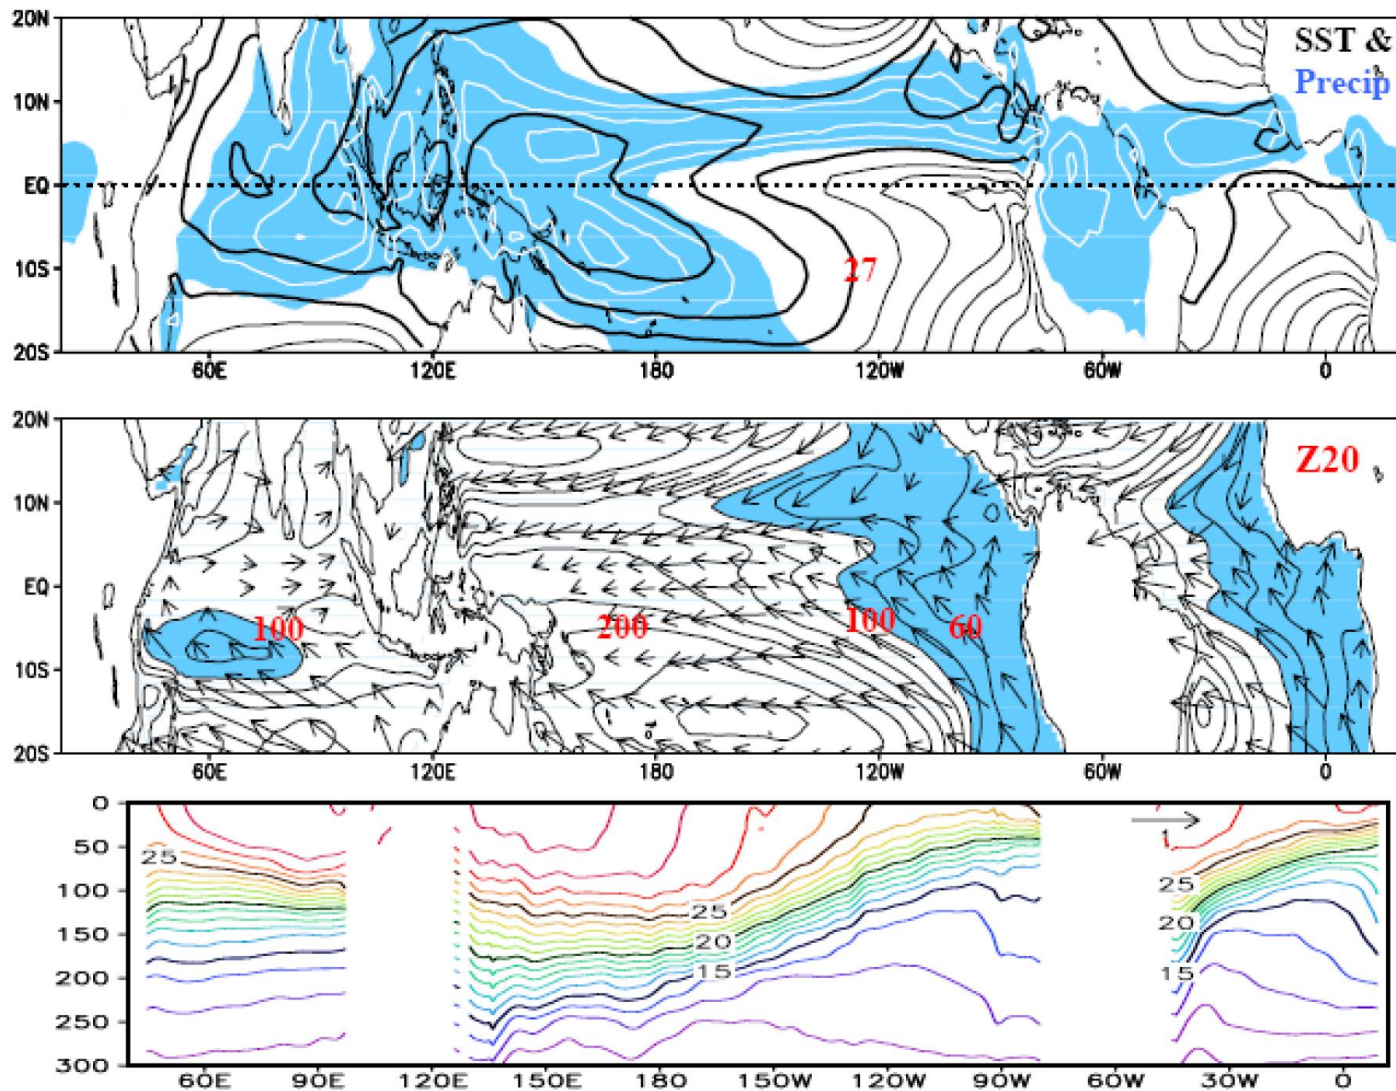 20N
10N
EQ
10S
20S
SST &
Precip
27
60E 120E 180 120W 60W 0
20N
10N
EQ
10S
20S
Z20
100 200 100 60
60E 120E 180 120W 60W 0
0
50
100
150
200
250
300
25 25 20 15 25 20 15
1
60E 90E 120E 150E 180 150W 120W 90W 60W 30W 0